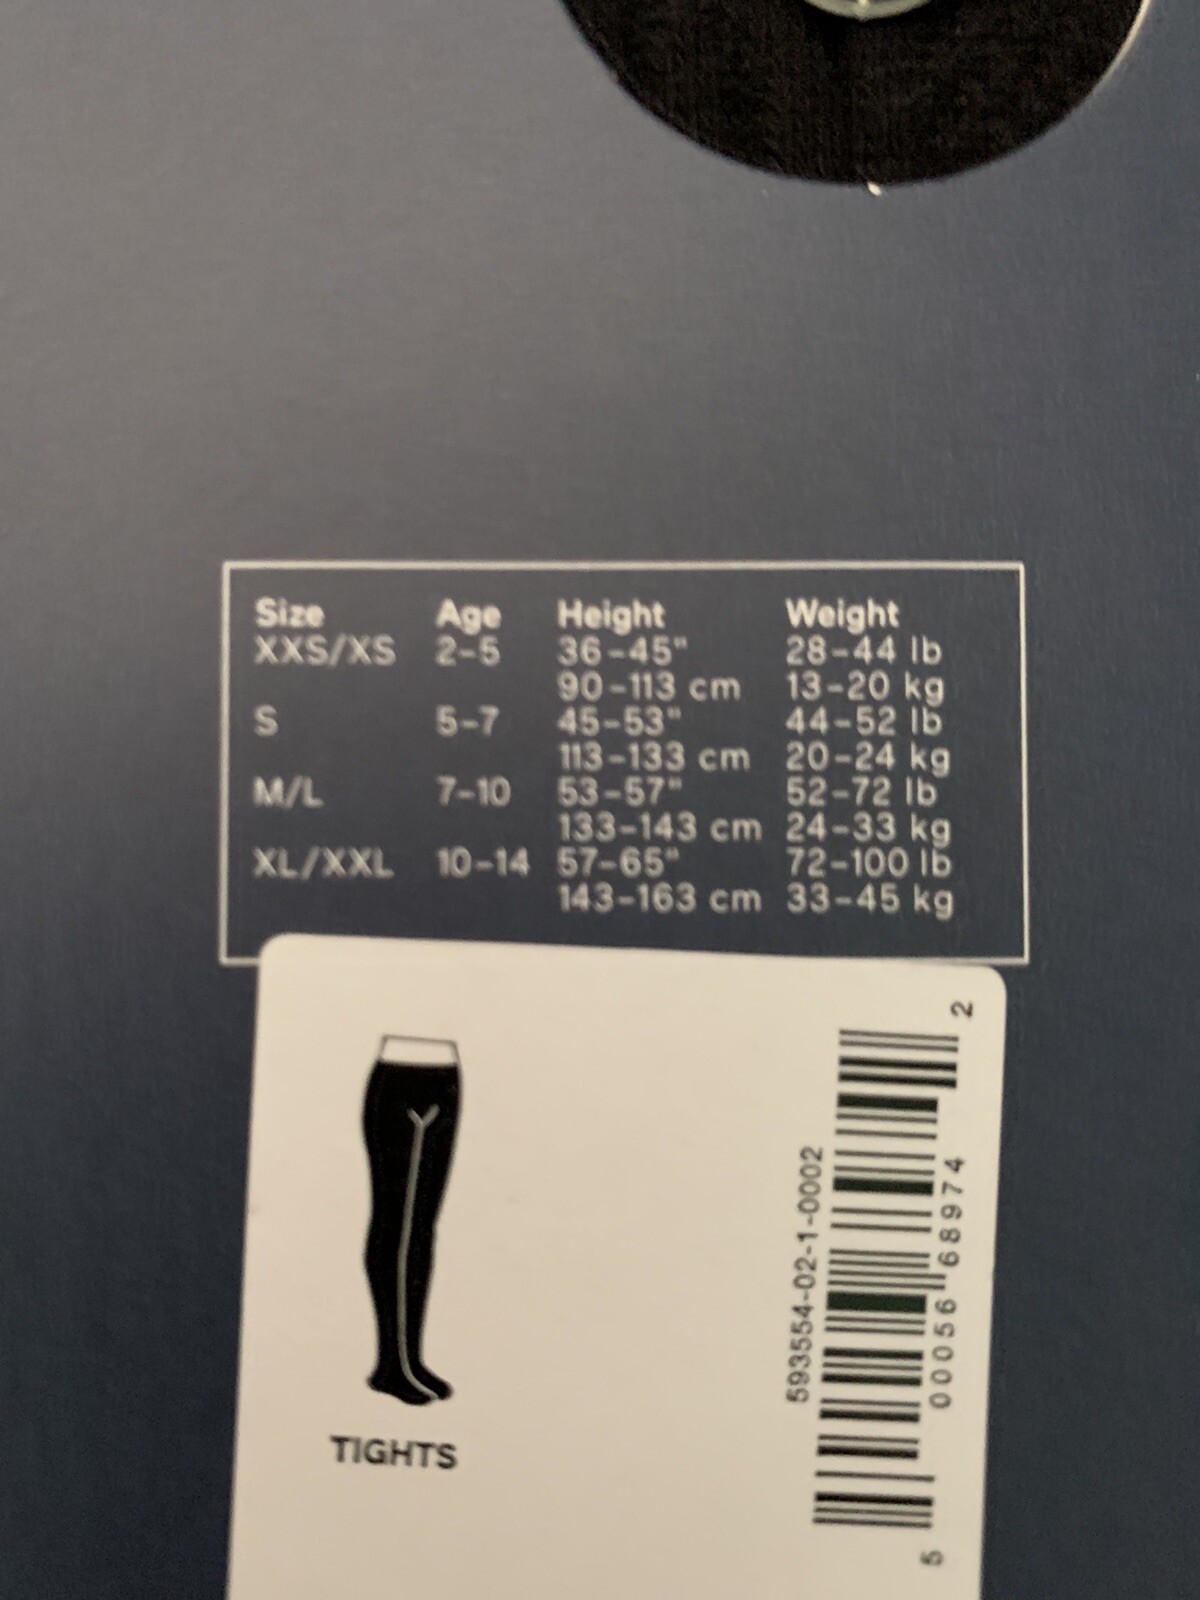 Size Age Height Weight
XXS/XS 2-5 36-45" 28-44 lb
90-113 cm 13-20 kg
S 5-7 45-53" 44-52 lb
113-133 cm 20-24 kg
M/L 7-10 53-57" 52-72 lb
133-143 cm 24-33 kg
XL/XXL 10-14 57-65" 72-100 lb
143-163 cm 33-45 kg
TIGHTS
593554-02-1-0002
5 00056 68974 2